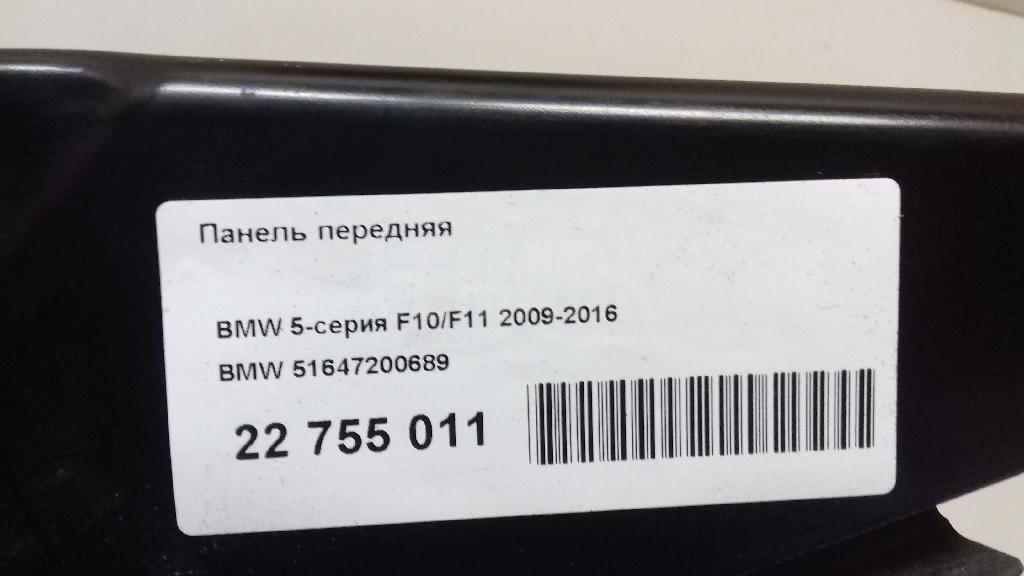 Панель передняя
BMW 5-серия F10/F11 2009-2016
BMW 51647200689
22 755 011